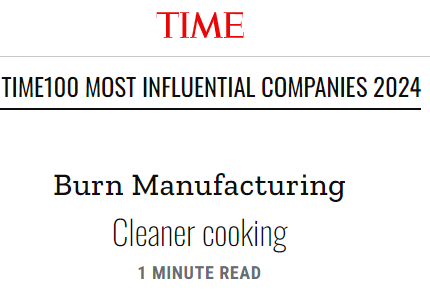 TIME
TIME100 MOST INFLUENTIAL COMPANIES 2024
Burn Manufacturing
Cleaner cooking
1 MINUTE READ